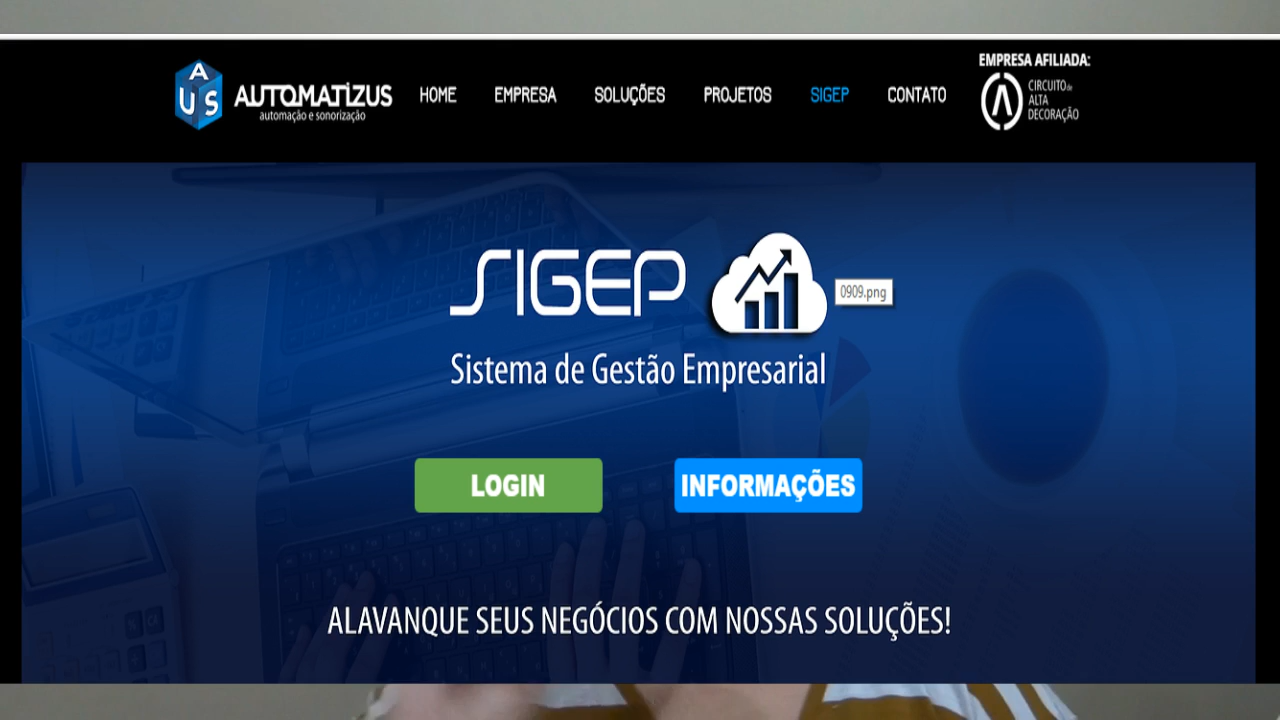 AUS
AUTOMATIZUS
automação e sonorização
HOME EMPRESA SOLUÇÕES PROJETOS SIGEP CONTATO
EMPRESA AFILIADA:
CIRCUITO de
ALTA
DECORAÇÃO
SIGEP
0909.png
Sistema de Gestão Empresarial
LOGIN INFORMAÇÕES
ALAVANQUE SEUS NEGÓCIOS COM NOSSAS SOLUÇÕES!